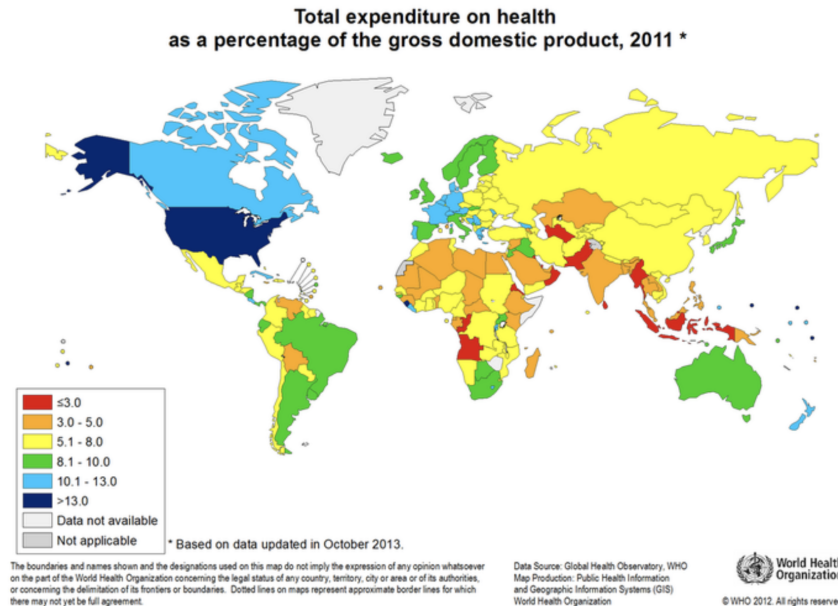 Total expenditure on health
as a percentage of the gross domestic product, 2011 *
≤3.0
3.0 - 5.0
5.1 - 8.0
8.1 - 10.0
10.1 - 13.0
>13.0
Data not available
Not applicable
* Based on data updated in October 2013.
The boundaries and names shown and the designations used on this map do not imply the expression of any opinion whatsoever
on the part of the World Health Organization concerning the legal status of any country, territory, city or area or of its authorities,
or concerning the delimitation of its frontiers or boundaries. Dotted lines on maps represent approximate border lines for which
there may not yet be full agreement.
Data Source: Global Health Observatory, WHO
Map Production: Public Health Information
and Geographic Information Systems (GIS)
World Health Organization
World Health
Organization
© WHO 2012. All rights reserve